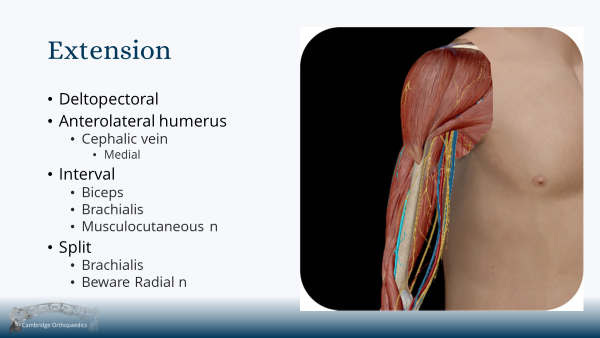 Extension
• Deltopectoral
• Anterolateral humerus
• Cephalic vein
• Medial
• Interval
• Biceps
• Brachialis
• Musculocutaneous n
• Split
• Brachialis
• Beware Radial n
Cambridge Orthopaedics